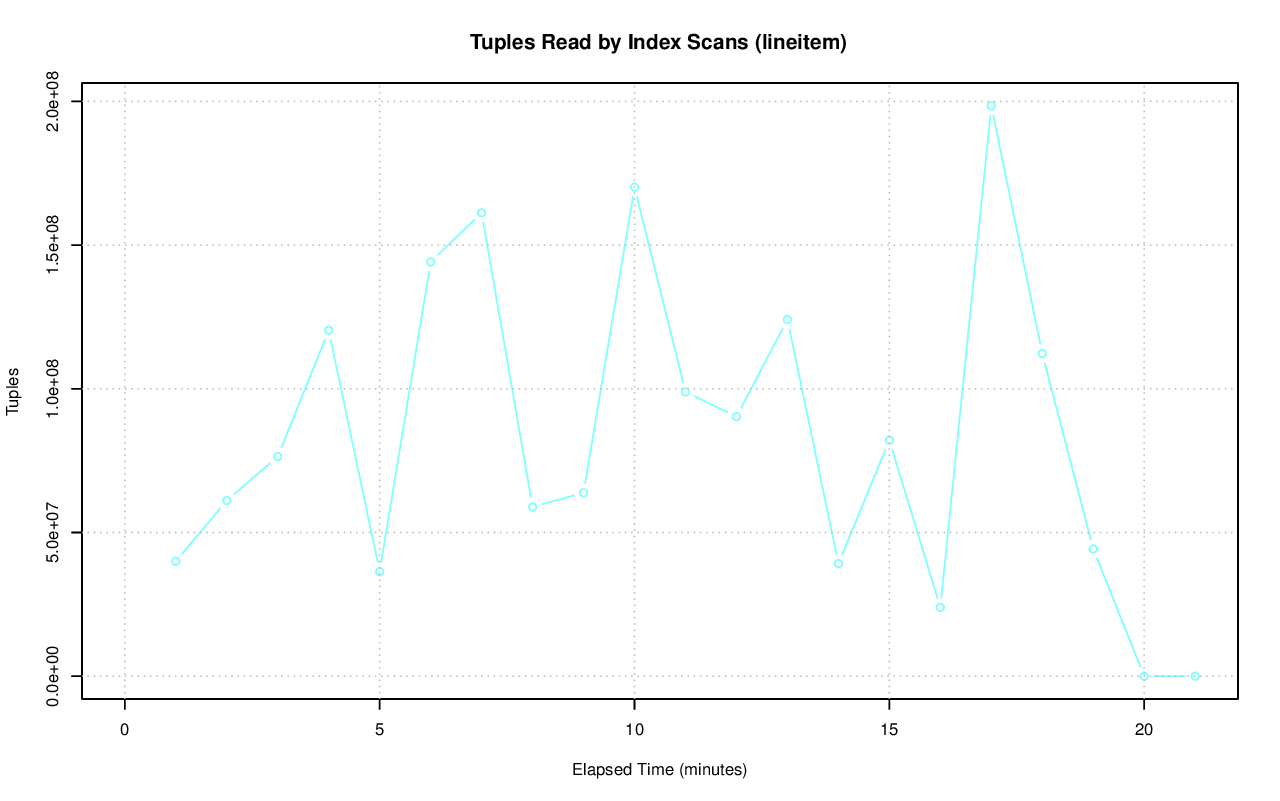 Tuples Read by Index Scans (lineitem)
2.0e+08
1.5e+08
1.0e+08
5.0e+07
0.0e+00
Tuples
0 5 10 15 20
Elapsed Time (minutes)